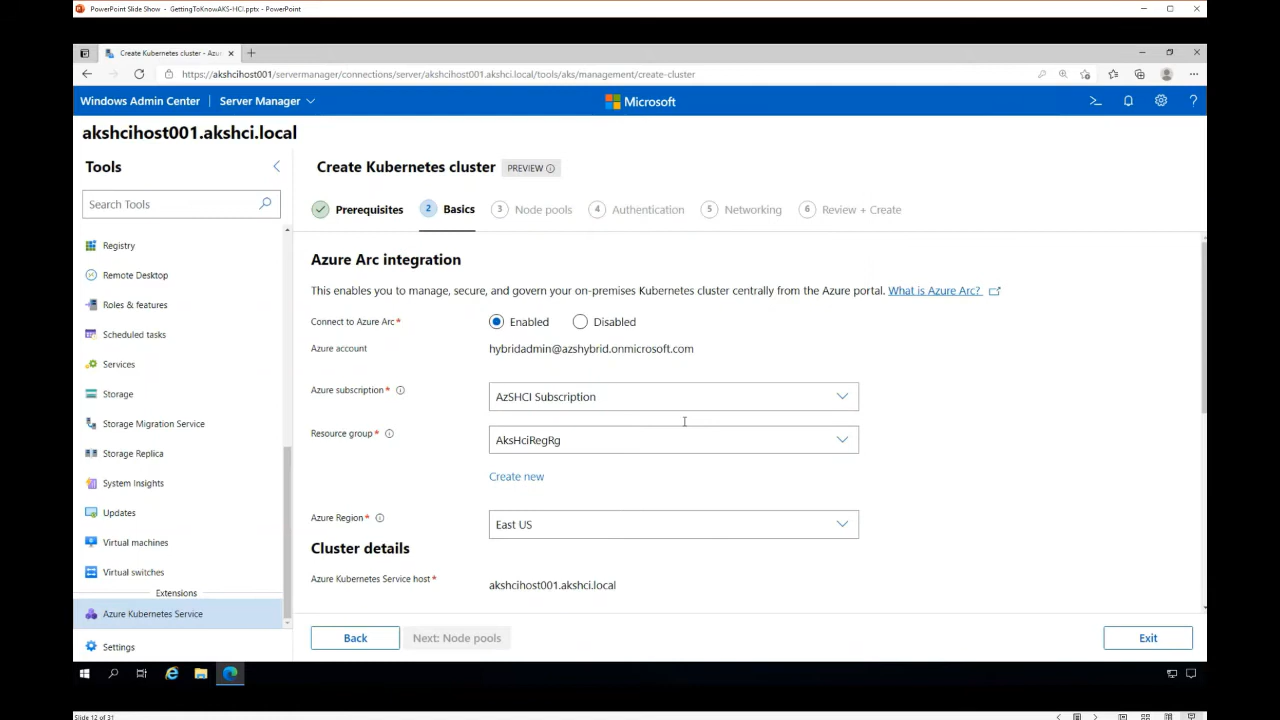 PowerPoint Slide Show - GettingToKnowAKS-HCI.pptx - PowerPoint
Create Kubernetes cluster - Azur
https://akshcihost001/servermanager/connections/server/akshcihost001.akshci.local/tools/aks/management/create-cluster
Windows Admin Center | Server Manager
Microsoft
akshcihost001.akshci.local
Tools
Search Tools
Registry
Remote Desktop
Roles & features
Scheduled tasks
Services
Storage
Storage Migration Service
Storage Replica
System Insights
Updates
Virtual machines
Virtual switches
Extensions
Azure Kubernetes Service
Settings
Create Kubernetes cluster PREVIEW
Prerequisites 2 Basics 3 Node pools 4 Authentication 5 Networking 6 Review + Create
Azure Arc integration
This enables you to manage, secure, and govern your on-premises Kubernetes cluster centrally from the Azure portal. What is Azure Arc?
Connect to Azure Arc * Enabled Disabled
Azure account hybridadmin@azshybrid.onmicrosoft.com
Azure subscription * AzSHCI Subscription
Resource group * AksHciRegRg
Create new
Azure Region * East US
Cluster details
Azure Kubernetes Service host * akshcihost001.akshci.local
Back Next: Node pools Exit
Slide 12 of 31